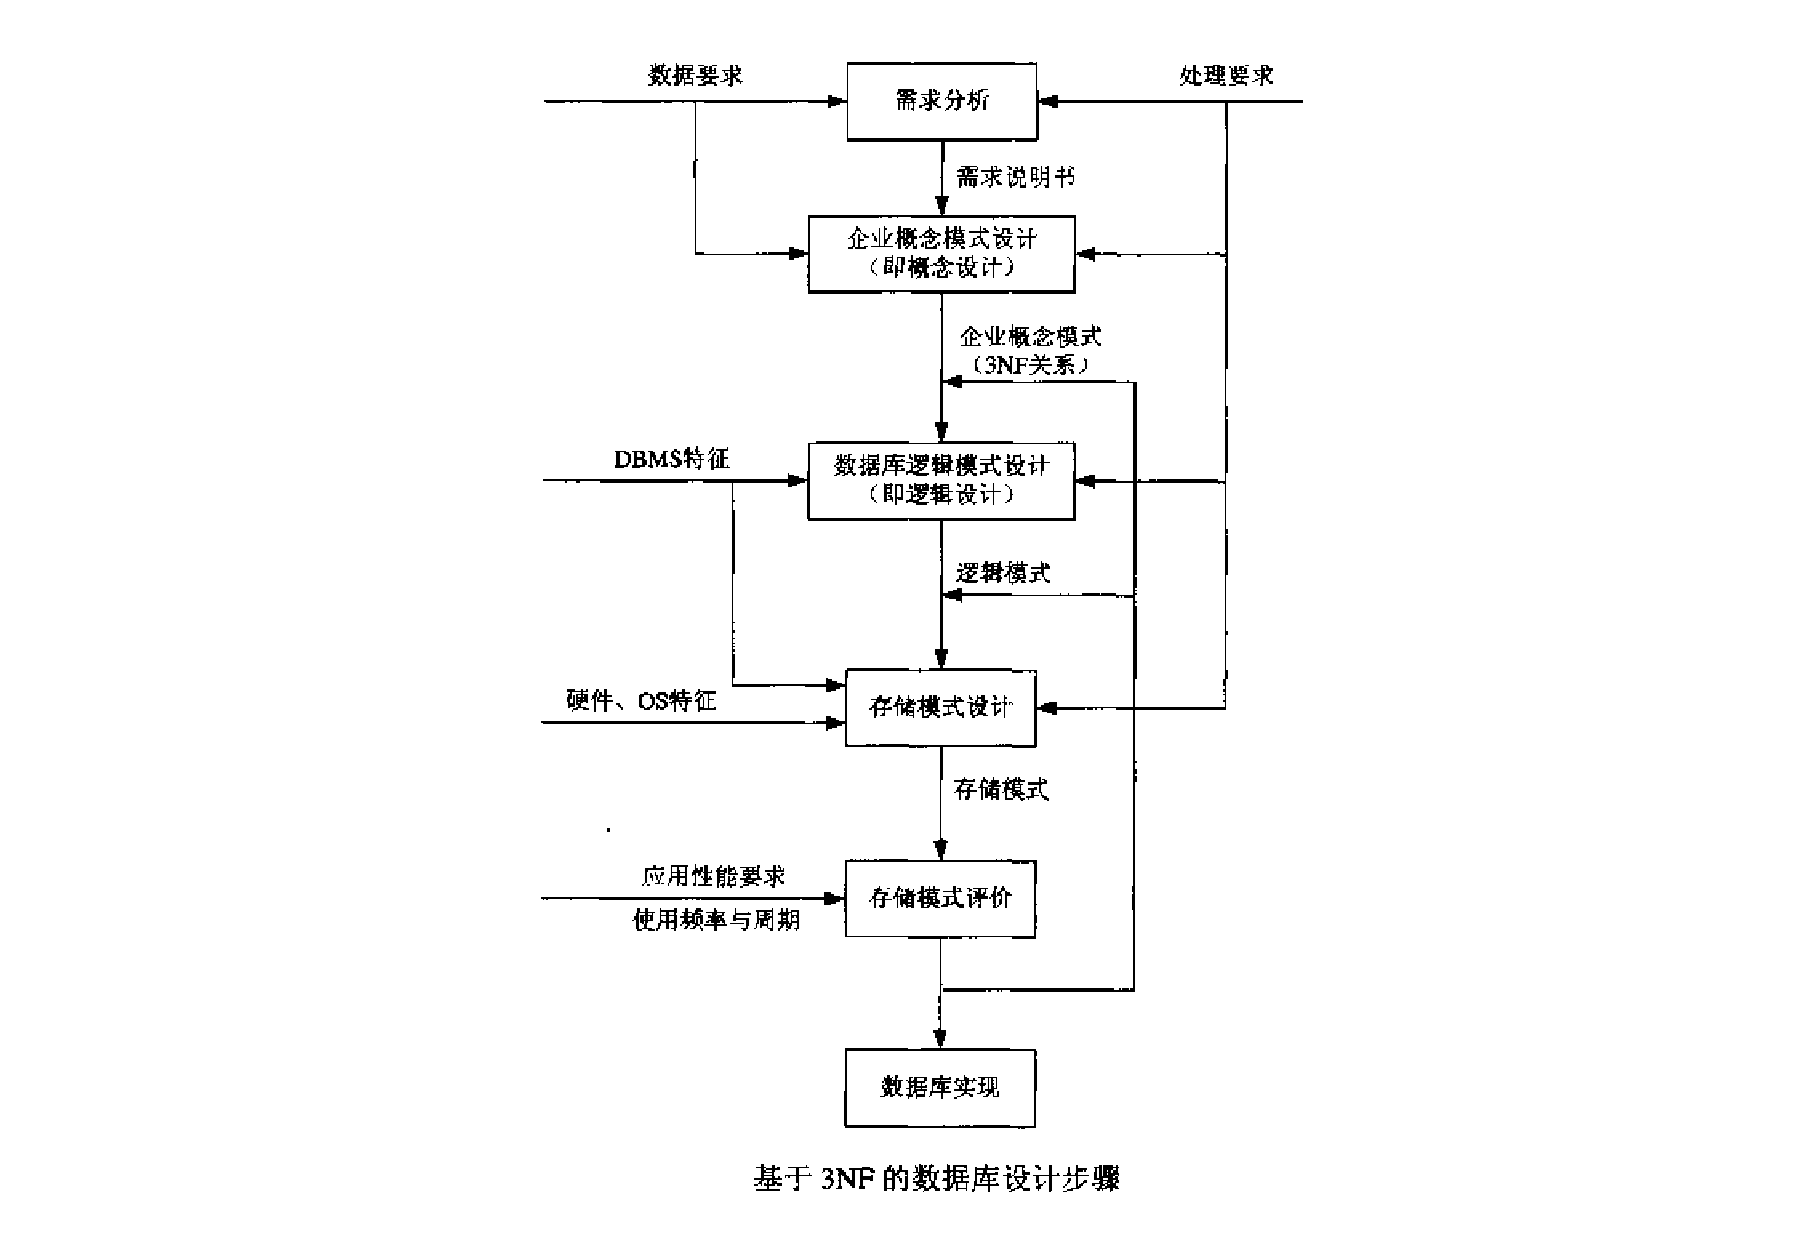 数据要求
需求分析
处理要求
需求说明书
企业概念模式设计
（即概念设计）
企业概念模式
（3NF关系）
DBMS特征
数据库逻辑模式设计
（即逻辑设计）
逻辑模式
硬件、OS特征
存储模式设计
存储模式
应用性能要求
存储模式评价
使用频率与周期
数据库实现
基于 3NF 的数据库设计步骤